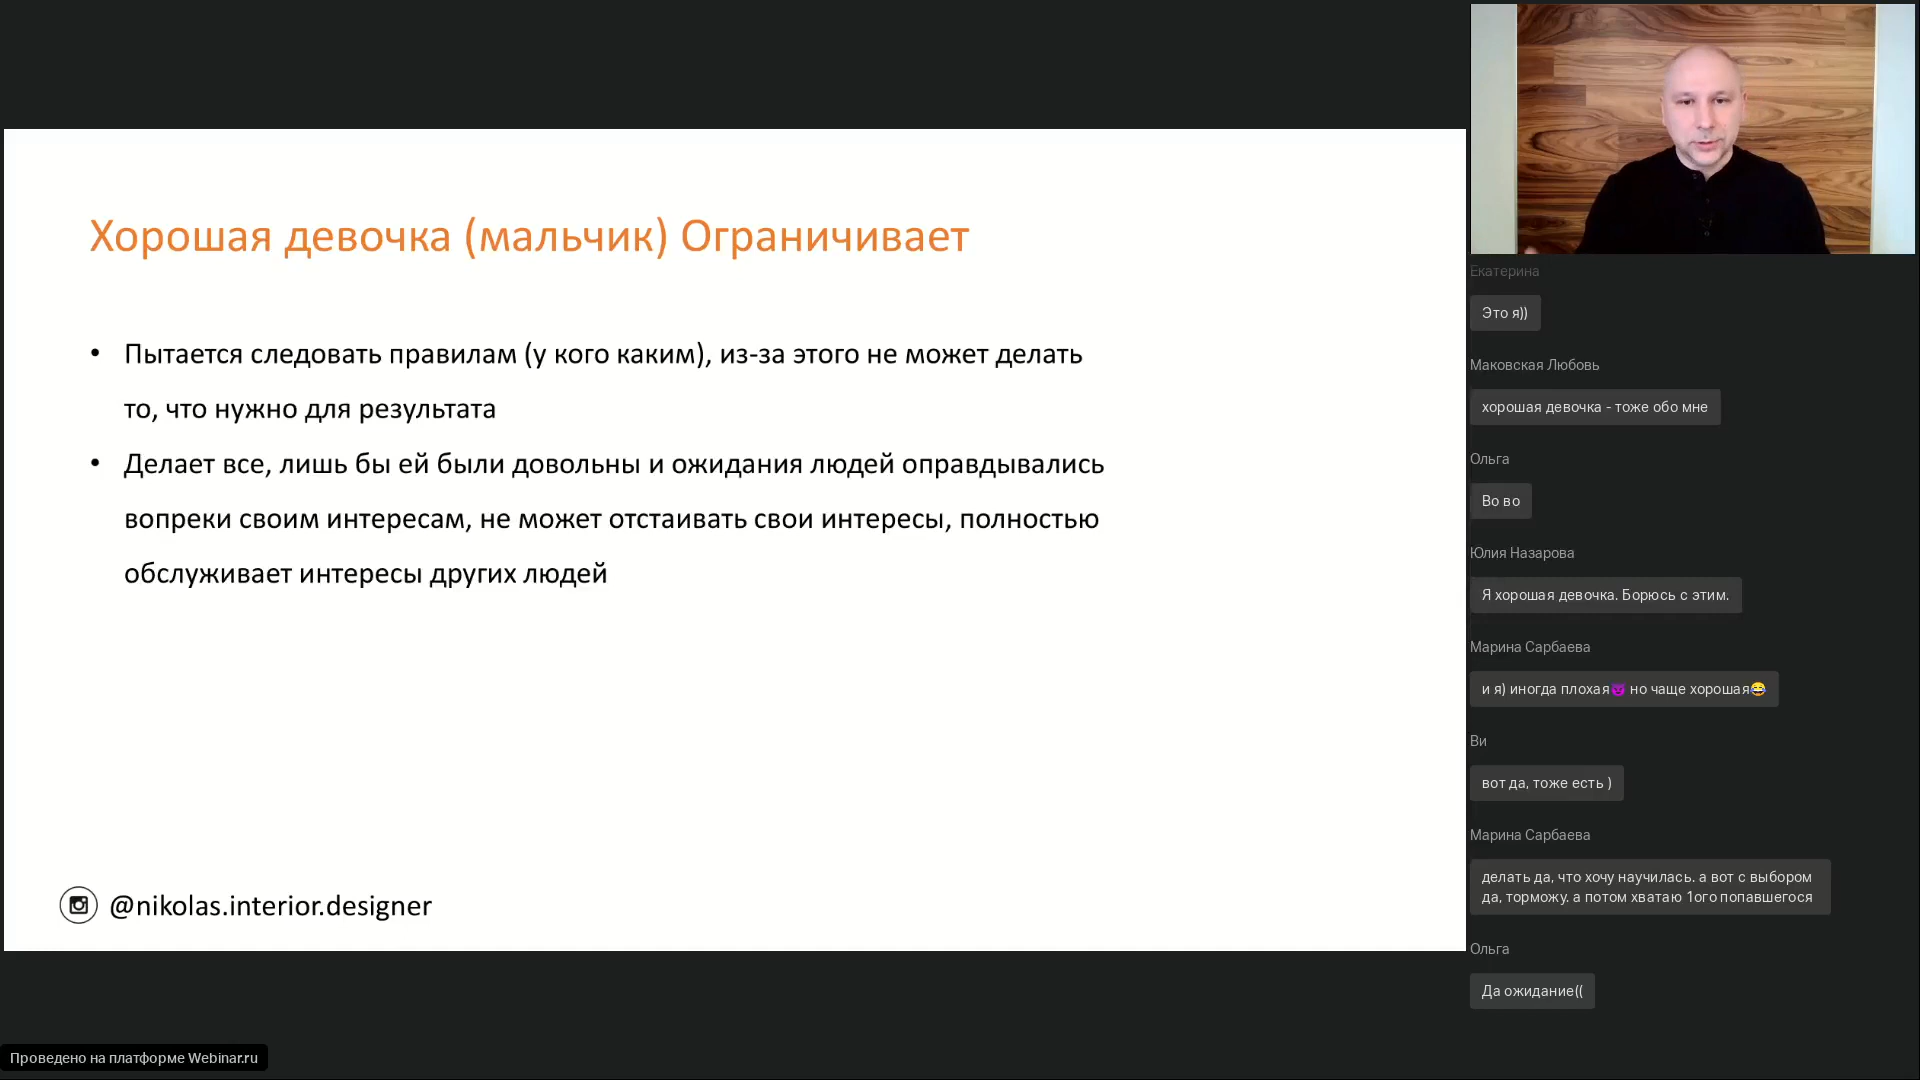 Хорошая девочка (мальчик) Ограничивает
• Пытается следовать правилам (у кого каким), из-за этого не может делать
то, что нужно для результата
• Делает все, лишь бы ей были довольны и ожидания людей оправдывались
вопреки своим интересам, не может отстаивать свои интересы, полностью
обслуживает интересы других людей
@nikolas.interior.designer
Проведено на платформе Webinar.ru
Екатерина
Это я))
Маковская Любовь
хорошая девочка - тоже обо мне
Ольга
Во во
Юлия Назарова
Я хорошая девочка. Борюсь с этим.
Марина Сарбаева
и я) иногда плохая👿 но чаще хорошая😂
Ви
вот да, тоже есть )
Марина Сарбаева
делать да, что хочу научилась. а вот с выбором
да, торможу. а потом хватаю 1ого попавшегося
Ольга
Да ожидание((